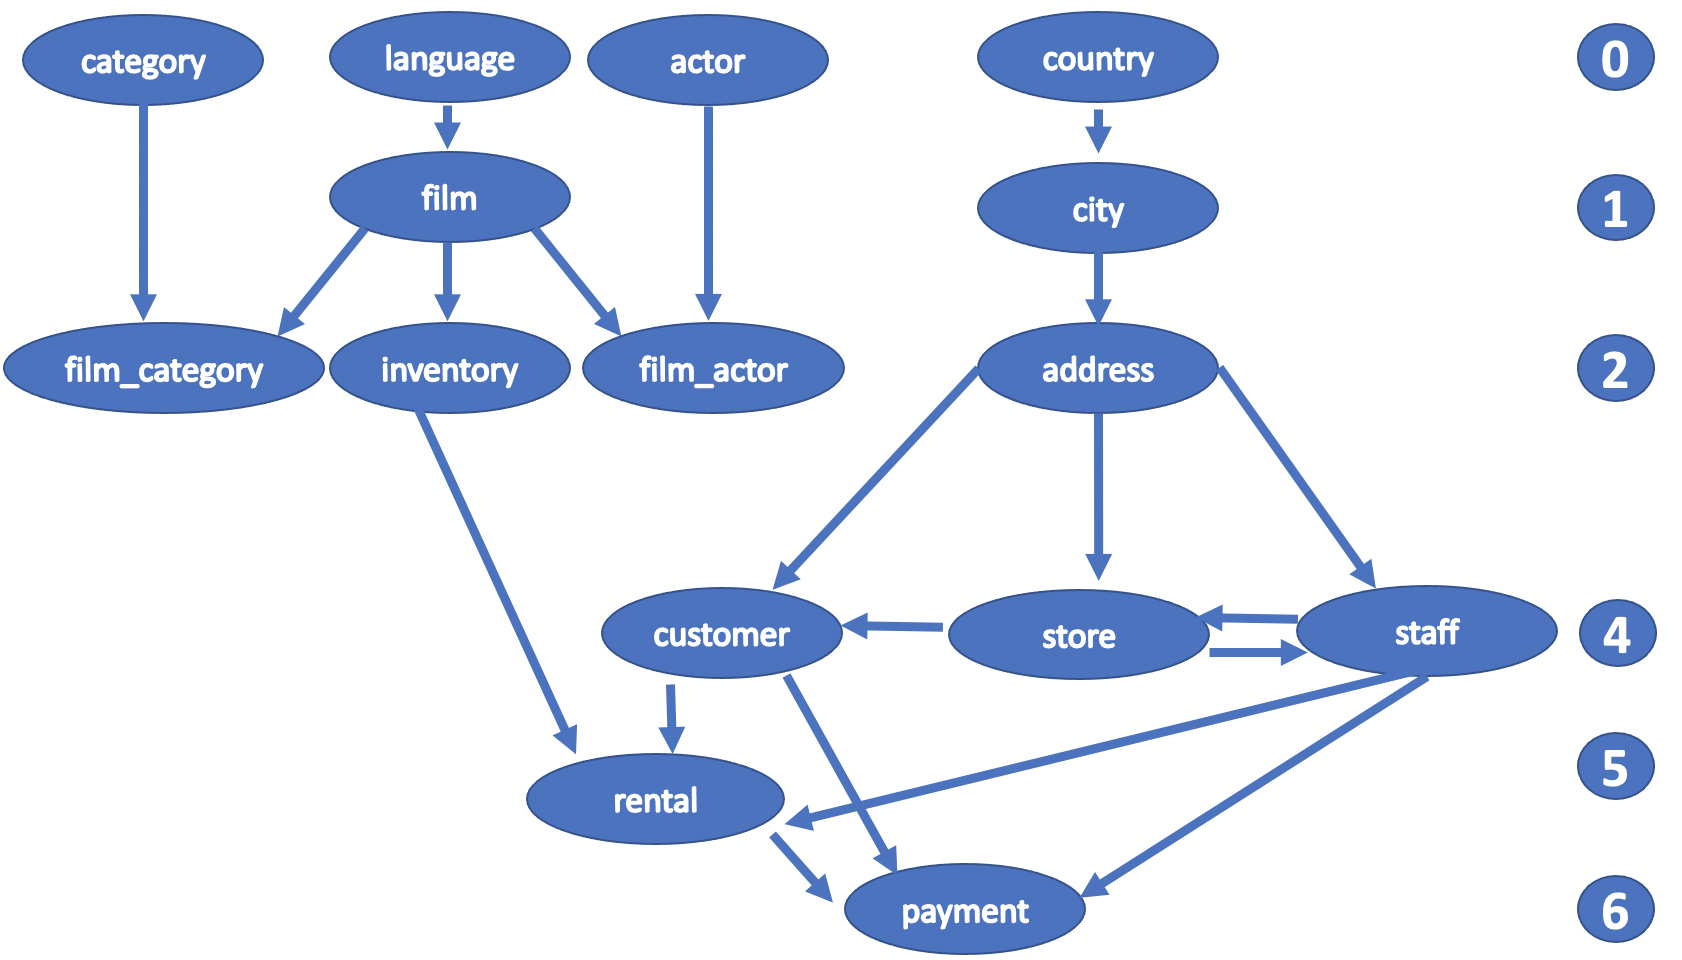 category
language
actor
country
0
film
city
1
film_category
inventory
film_actor
address
2
customer
store
staff
4
rental
5
payment
6